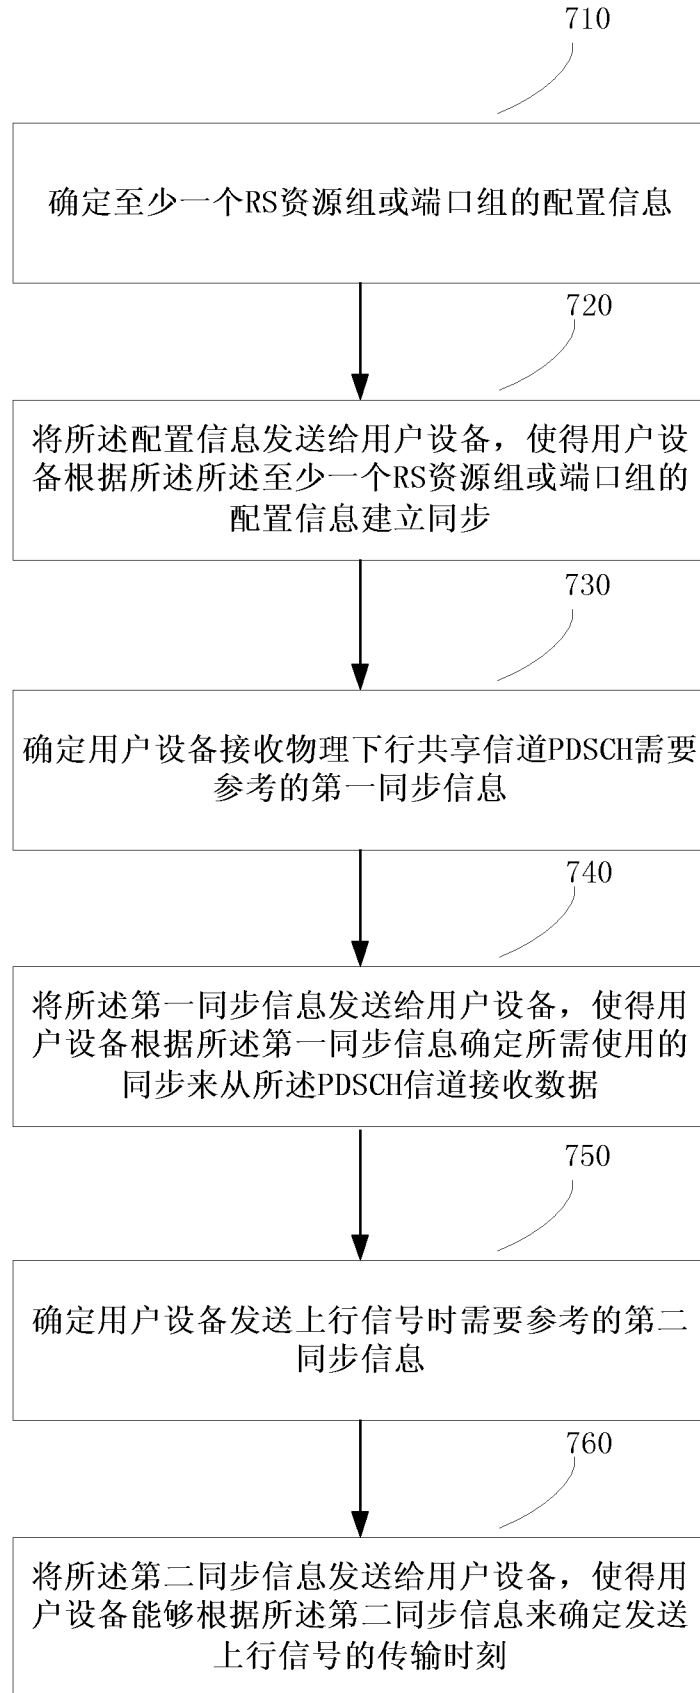 710
确定至少一个RS资源组或端口组的配置信息
720
将所述配置信息发送给用户设备，使得用户设
备根据所述所述至少一个RS资源组或端口组的
配置信息建立同步
730
确定用户设备接收物理下行共享信道PDSCH需要
参考的第一同步信息
740
将所述第一同步信息发送给用户设备，使得用
户设备根据所述第一同步信息确定所需使用的
同步来从所述PDSCH信道接收数据
750
确定用户设备发送上行信号时需要参考的第二
同步信息
760
将所述第二同步信息发送给用户设备，使得用
户设备能够根据所述第二同步信息来确定发送
上行信号的传输时刻